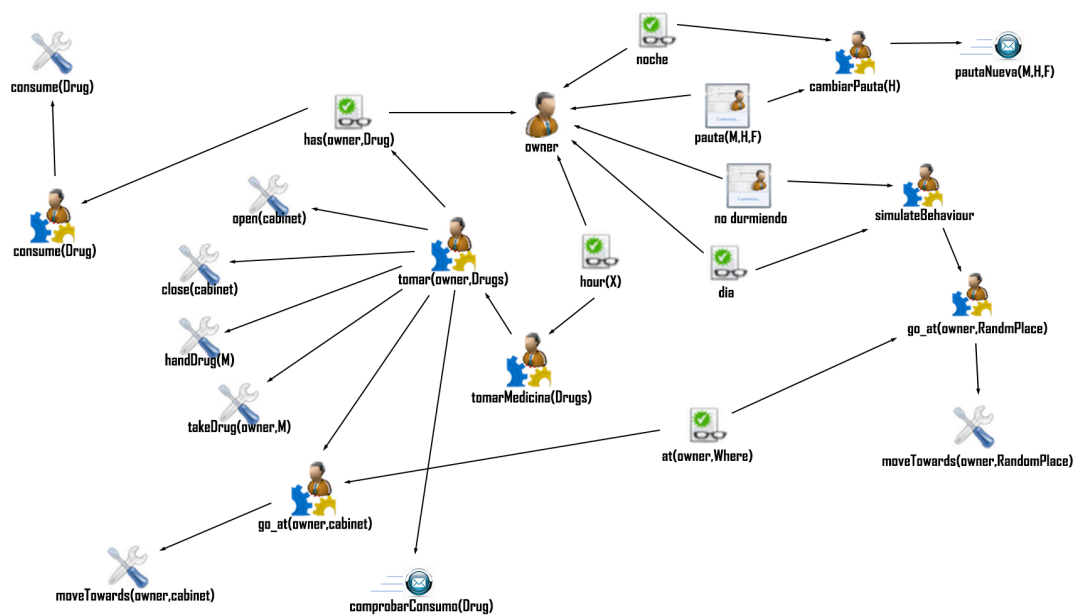 noche
consume(Drug)
cambiarPauta(H)
pautaNueva(M,H,F)
has(owner,Drug)
owner
pauta(M,H,F)
no durmiendo
simulateBehaviour
open(cabinet)
consume(Drug)
close(cabinet)
tomar(owner,Drugs)
hour(X)
dia
go_at(owner,RandmPlace)
handDrug(M)
tomarMedicina(Drugs)
takeDrug(owner,M)
at(owner,Where)
moveTowards(owner,RandomPlace)
go_at(owner,cabinet)
moveTowards(owner,cabinet)
comprobarConsumo(Drug)